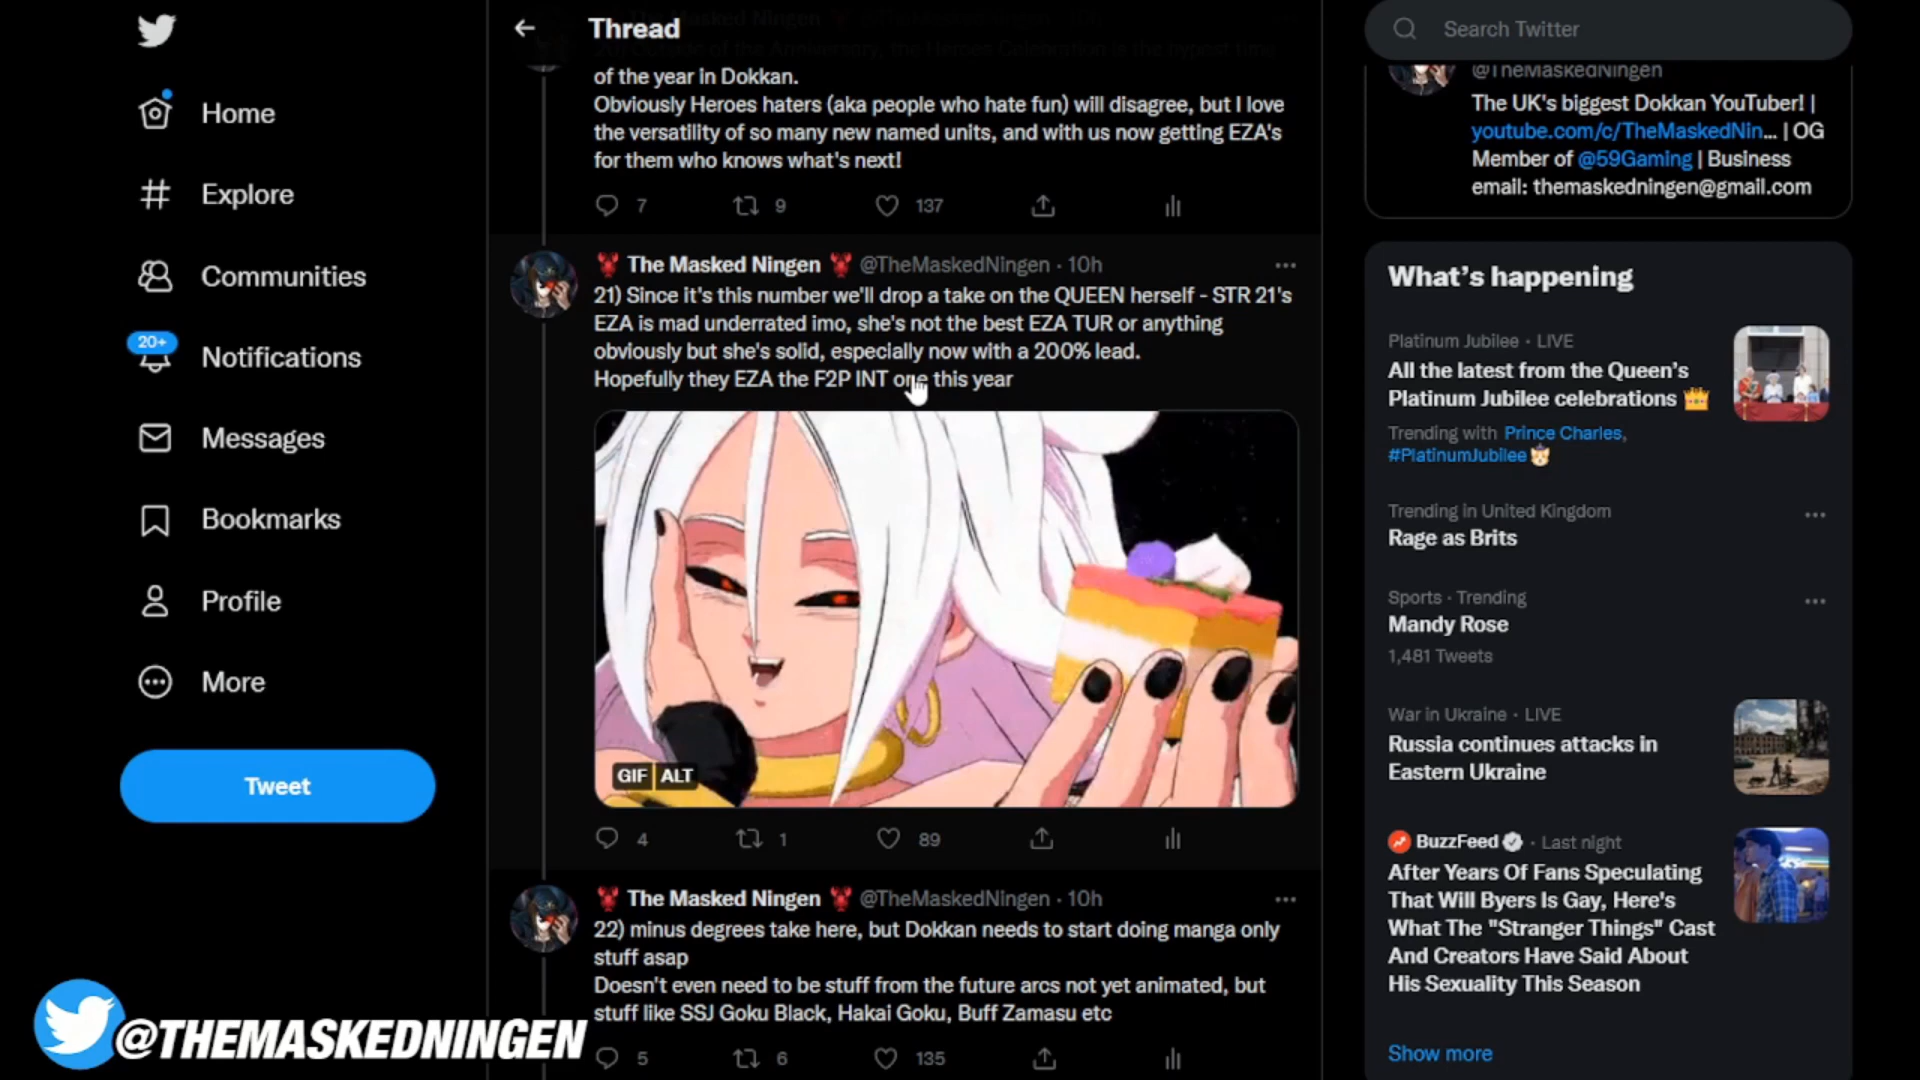 Home
Explore
Communities
20+
Notifications
Messages
Bookmarks
Profile
More
Tweet
@THEMASKEDNINGEN
Thread
of the year in Dokkan.
Obviously Heroes haters (aka people who hate fun) will disagree, but I love
the versatility of so many new named units, and with us now getting EZA's
for them who knows what's next!
7 9 137
The Masked Ningen @TheMaskedNingen · 10h
21) Since it's this number we'll drop a take on the QUEEN herself - STR 21's
EZA is mad underrated imo, she's not the best EZA TUR or anything
obviously but she's solid, especially now with a 200% lead.
Hopefully they EZA the F2P INT one this year
GIF ALT
4 1 89
The Masked Ningen @TheMaskedNingen · 10h
22) minus degrees take here, but Dokkan needs to start doing manga only
stuff asap
Doesn't even need to be stuff from the future arcs not yet animated, but
stuff like SSJ Goku Black, Hakai Goku, Buff Zamasu etc
5 6 135
Search Twitter
@TheMaskedNingen
The UK's biggest Dokkan YouTuber! |
youtube.com/c/TheMaskedNin... | OG
Member of @59Gaming | Business
email: themaskedningen@gmail.com
What's happening
Platinum Jubilee · LIVE
All the latest from the Queen's
Platinum Jubilee celebrations
Trending with Prince Charles,
#PlatinumJubilee
Trending in United Kingdom
Rage as Brits
Sports · Trending
Mandy Rose
1,481 Tweets
War in Ukraine · LIVE
Russia continues attacks in
Eastern Ukraine
BuzzFeed · Last night
After Years Of Fans Speculating
That Will Byers Is Gay, Here's
What The "Stranger Things" Cast
And Creators Have Said About
His Sexuality This Season
Show more